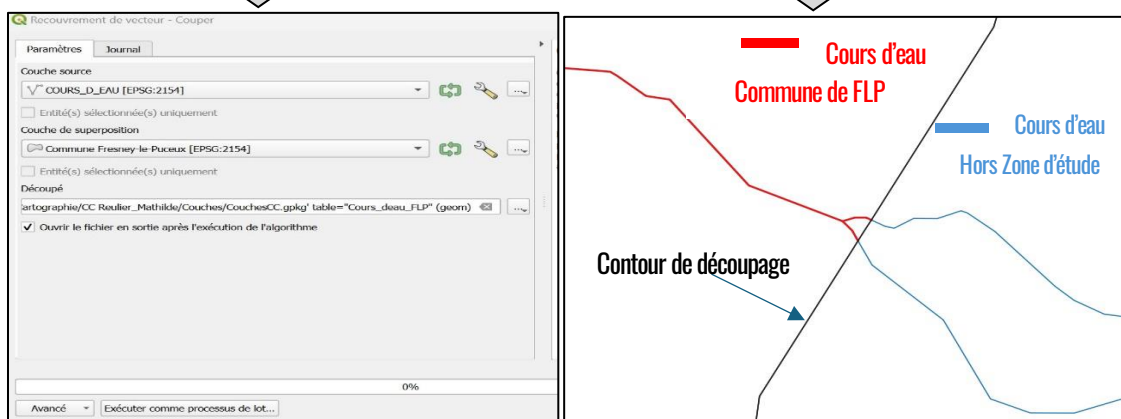 Recouvrement de vecteur - Couper
Paramètres
Journal
Couche source
COURS_D_EAU [EPSG:2154]
Entité(s) sélectionnée(s) uniquement
Couche de superposition
Commune Fresney-le-Puceux [EPSG:2154]
Entité(s) sélectionnée(s) uniquement
Découpé
artographie/CC Reulier_Mathilde/Couches/CouchesCC.gpkg' table="Cours_deau_FLP" (geom)
Ouvrir le fichier en sortie après l'exécution de l'algorithme
0%
Avancé
Exécuter comme processus de lot...
Cours d'eau
Commune de FLP
Cours d'eau
Hors Zone d'étude
Contour de découpage